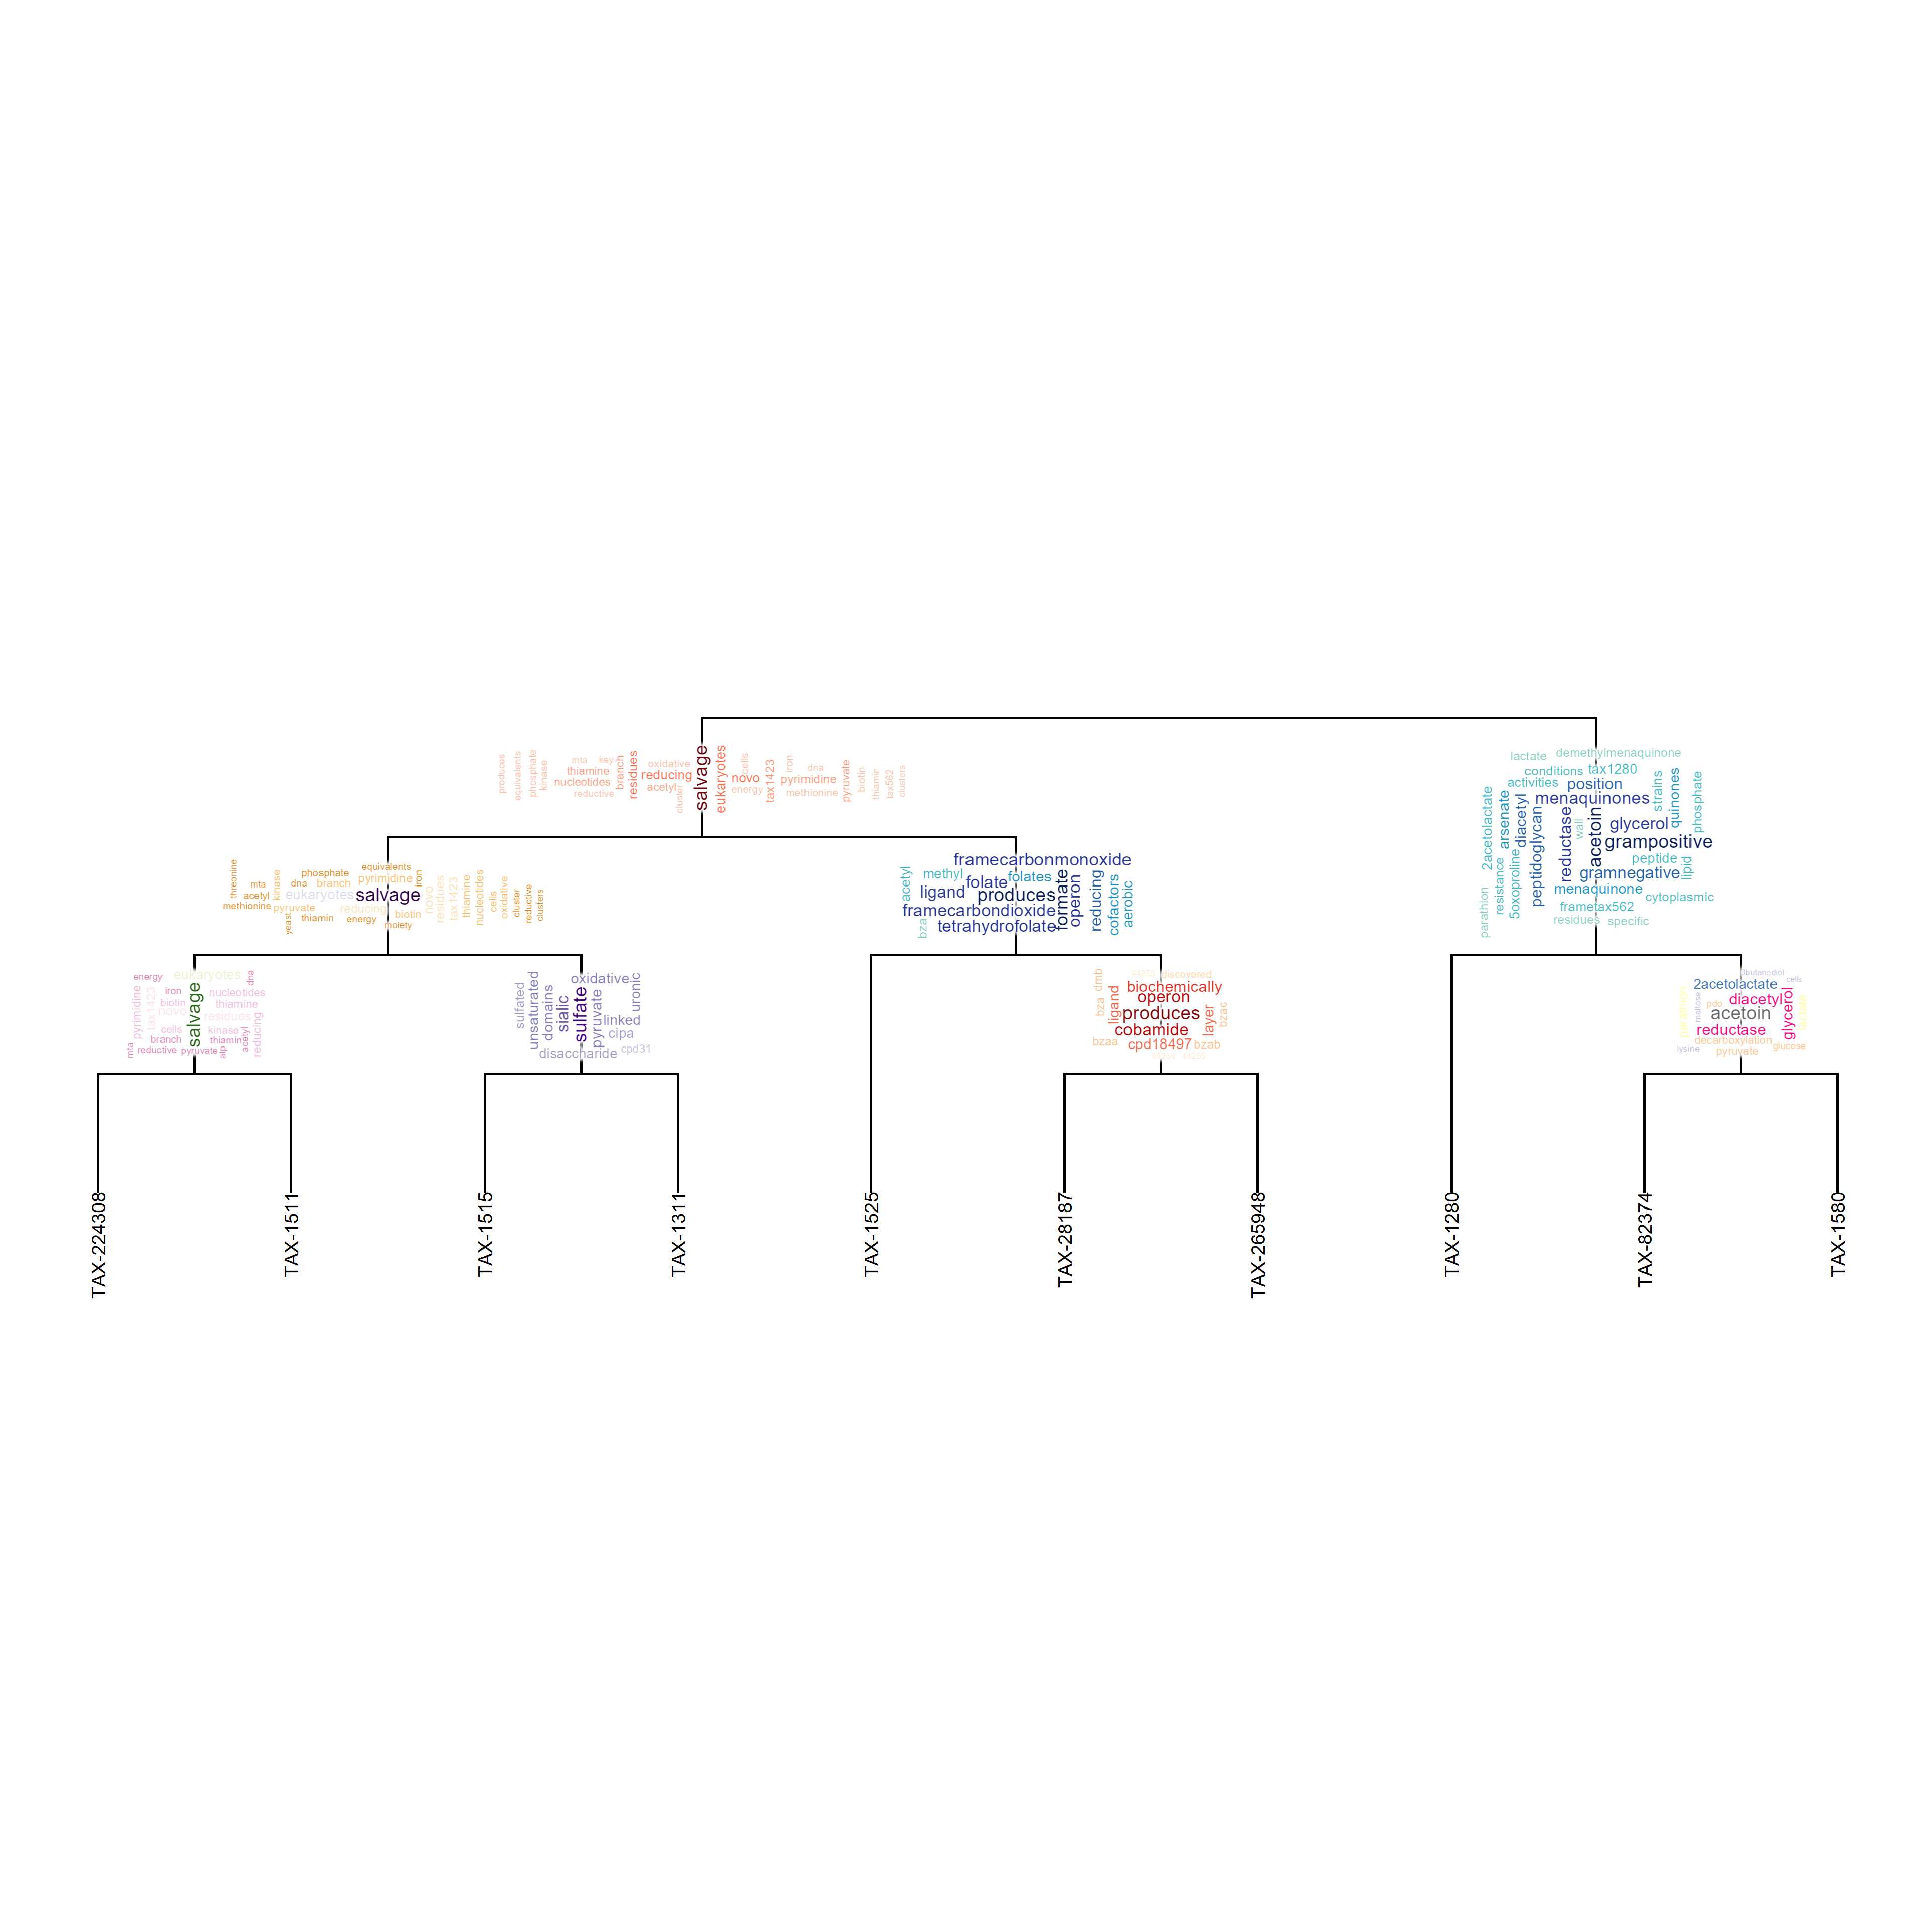 produces
equivalents
phosphate
kinase
mta
key
thiamine
nucleotides
reductive
branch
residues
oxidative
reducing
acetyl
cluster
salvage
eukaryotes
cells
novo
energy
tax1423
iron
dna
pyrimidine
methionine
pyruvate
biotin
thiamin
tax562
clusters
lactate
demethylmenaquinone
conditions
tax1280
activities
position
menaquinones
strains
quinones
phosphate
2acetolactate
arsenate
diacetyl
peptidoglycan
reductase
wall
acetoin
glycerol
grampositive
peptide
lipid
gramnegative
menaquinone
cytoplasmic
frametax562
residues
specific
parathion
resistance
5oxoproline
threonine
mta
acetyl
methionine
kinase
yeast
dna
phosphate
branch
equivalents
pyrimidine
iron
eukaryotes
salvage
pyruvate
reducing
thiamin
energy
biotin
moiety
novo
residues
tax1423
thiamine
nucleotides
cells
oxidative
cluster
reductive
clusters
framecarbonmonoxide
acetyl
methyl
folate
folates
ligand
produces
formate
operon
reducing
cofactors
aerobic
framecarbondioxide
tetrahydrofolate
bza
energy
eukaryotes
dna
pyrimidine
tax1423
iron
biotin
novo
nucleotides
thiamine
residues
salvage
cells
branch
kinase
thiamin
acetyl
reducing
mta
reductive
pyruvate
atp
sulfated
unsaturated
domains
sialic
sulfate
oxidative
pyruvate
uronic
linked
cipa
disaccharide
cpd31
dmb
discovered
biochemically
bza
ligand
operon
produces
layer
bzac
cobamide
bzaa
cpd18497
bzab
3butanediol
cells
2acetolactate
maltose
pdo
diacetyl
acetoin
glycerol
reductase
decarboxylation
lysine
pyruvate
glucose
TAX-224308
TAX-1511
TAX-1515
TAX-1311
TAX-1525
TAX-28187
TAX-265948
TAX-1280
TAX-82374
TAX-1580